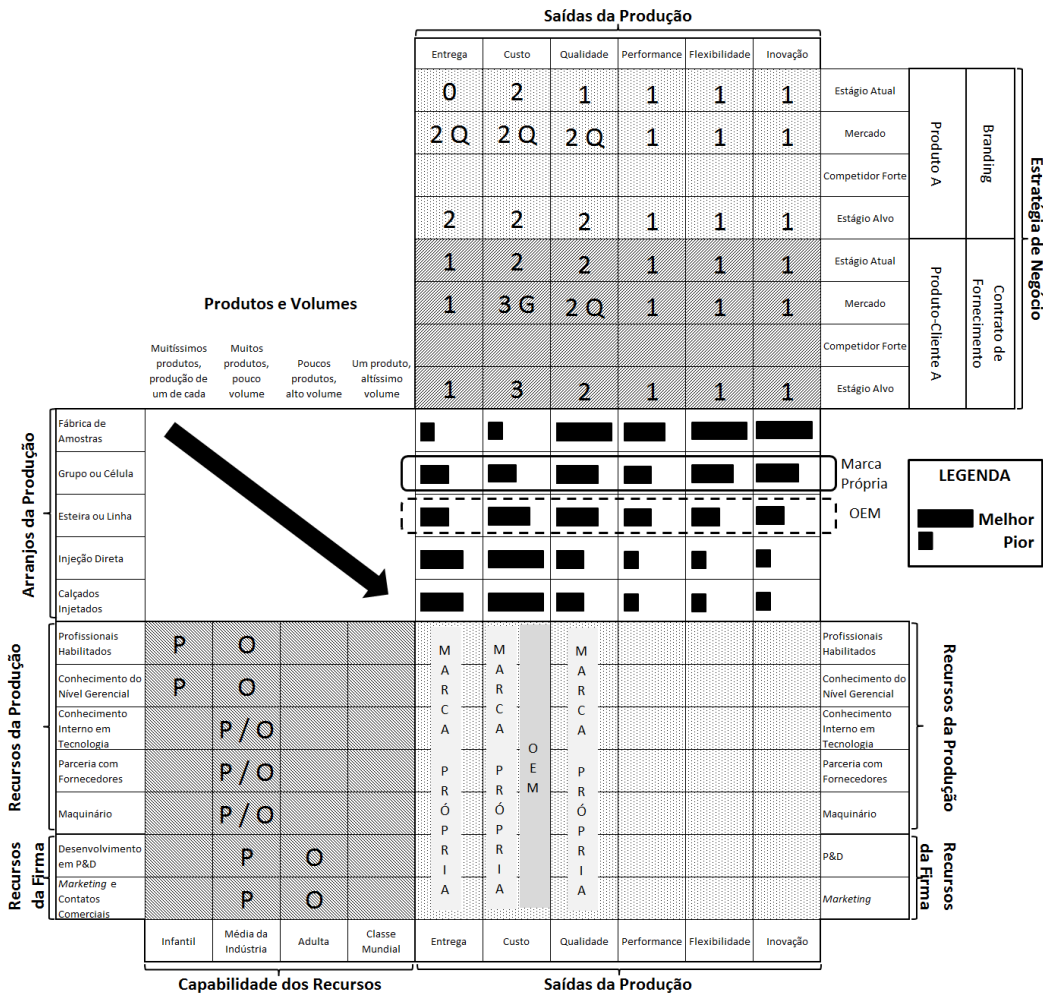 Saídas da Produção
Entrega Custo Qualidade Performance Flexibilidade Inovação
0 2 1 1 1 1 Estágio Atual
2 Q 2 Q 2 Q 1 1 1 Mercado
Competidor Forte
2 2 2 1 1 1 Estágio Alvo
Produto A
Branding
1 2 2 1 1 1 Estágio Atual
1 3 G 2 Q 1 1 1 Mercado
Competidor Forte
1 3 2 1 1 1 Estágio Alvo
Produto-Cliente A
Contrato de
Fornecimento
Estratégia de Negócio
Produtos e Volumes
Muitíssimos
produtos,
produção de
um de cada
Muitos
produtos,
pouco
volume
Poucos
produtos,
alto volume
Um produto,
altíssimo
volume
Arranjos da Produção
Fábrica de
Amostras
Grupo ou Célula
Esteira ou Linha
Injeção Direta
Calçados
Injetados
Marca
Própria
OEM
LEGENDA
Melhor
Pior
Recursos da Produção
Profissionais
Habilitados
P O
Conhecimento do
Nível Gerencial
P O
Conhecimento
Interno em
Tecnologia
P / O
Parceria com
Fornecedores
P / O
Maquinário
P / O
Recursos
da Firma
Desenvolvimento
em P&D
P O
Marketing e
Contatos
Comerciais
P O
MARCA PRÓPRIA
MARCA PRÓPRIA
OEM
MARCA PRÓPRIA
Profissionais
Habilitados
Conhecimento do
Nível Gerencial
Conhecimento
Interno em
Tecnologia
Parceria com
Fornecedores
Maquinário
P&D
Marketing
Recursos da Produção
Recursos
da Firma
Infantil
Média da
Indústria
Adulta
Classe
Mundial
Entrega Custo Qualidade Performance Flexibilidade Inovação
Capabilidade dos Recursos
Saídas da Produção